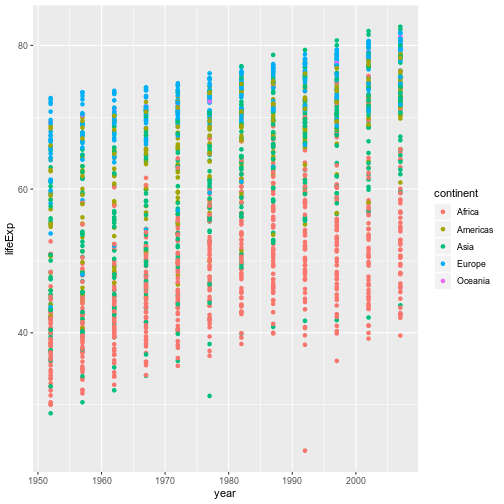 80
60
40
lifeExp
1950
1960
1970
1980
1990
2000
year
continent
Africa
Americas
Asia
Europe
Oceania